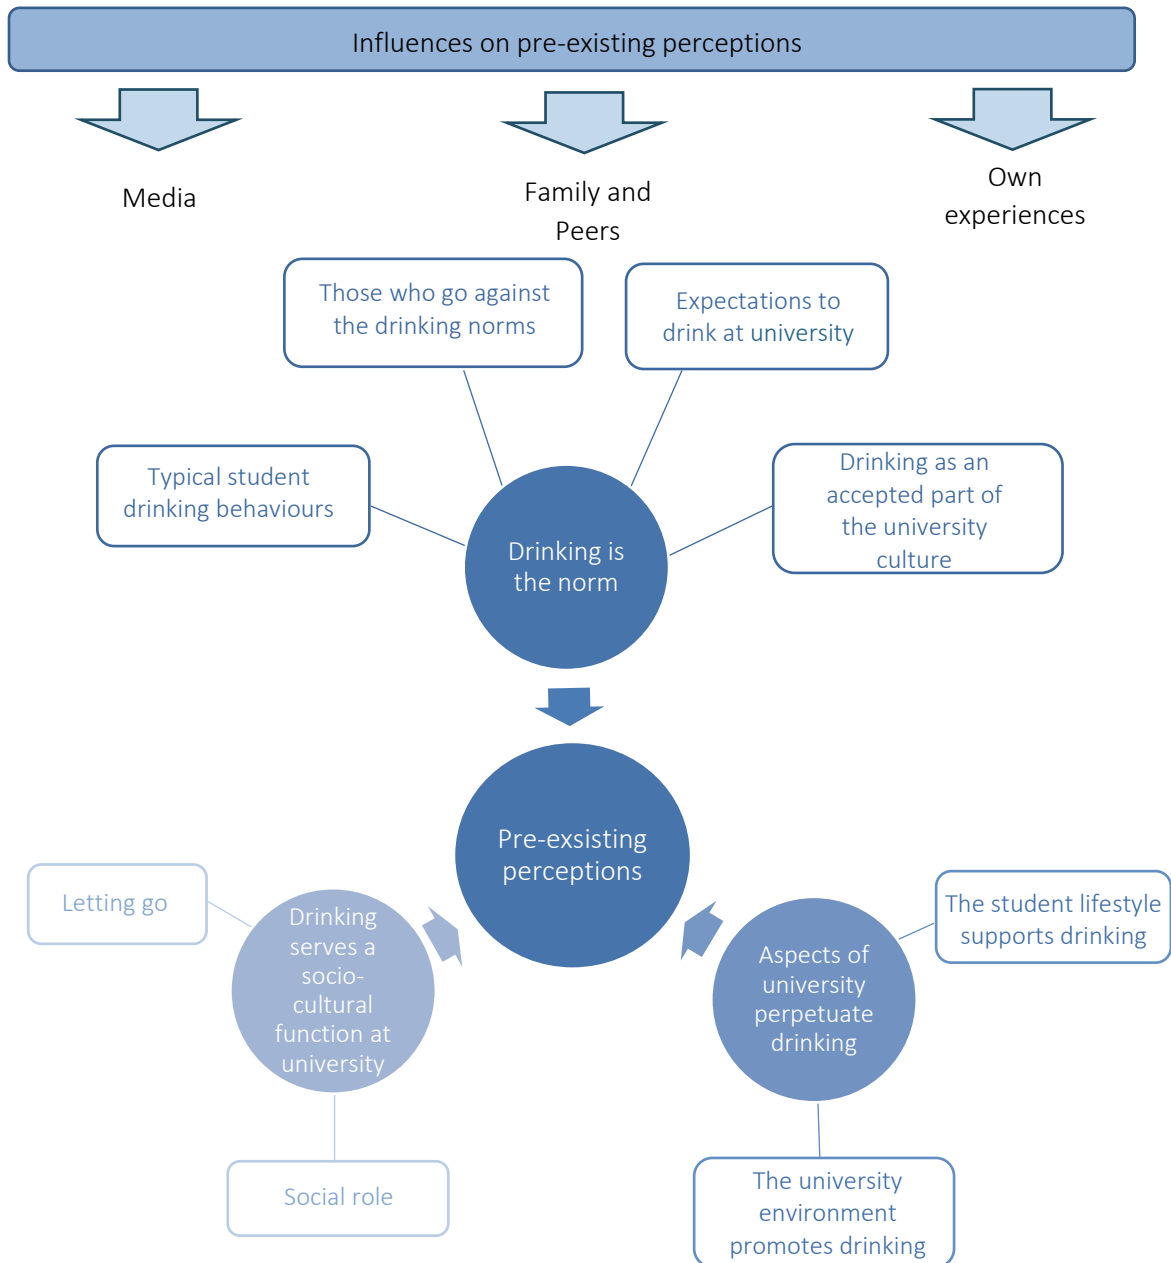 Influences on pre-existing perceptions
Media
Family and
Peers
Own
experiences
Those who go against
the drinking norms
Expectations to
drink at university
Typical student
drinking behaviours
Drinking as an
accepted part of
the university
culture
Drinking is
the norm
Pre-exsisting
perceptions
Letting go
Drinking
serves a
socio-
cultural
function at
university
Social role
Aspects of
university
perpetuate
drinking
The student lifestyle
supports drinking
The university
environment
promotes drinking